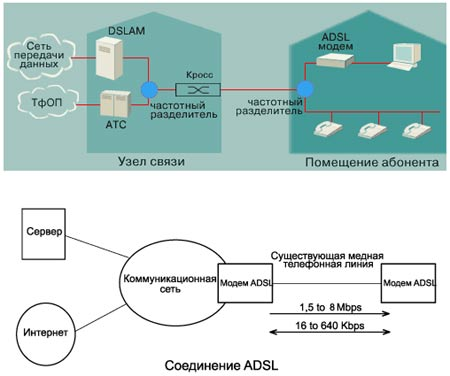 DSLAM
Сеть
передачи
данных
ТфОП
АТС
частотный
разделитель
Кросс
Узел связи
ADSL
модем
частотный
разделитель
Помещение абонента
Сервер
Интернет
Коммуникационная
сеть
Модем ADSL
Существующая медная
телефонная линия
Модем ADSL
1,5 to 8 Mbps
16 to 640 Kbps
Соединение ADSL